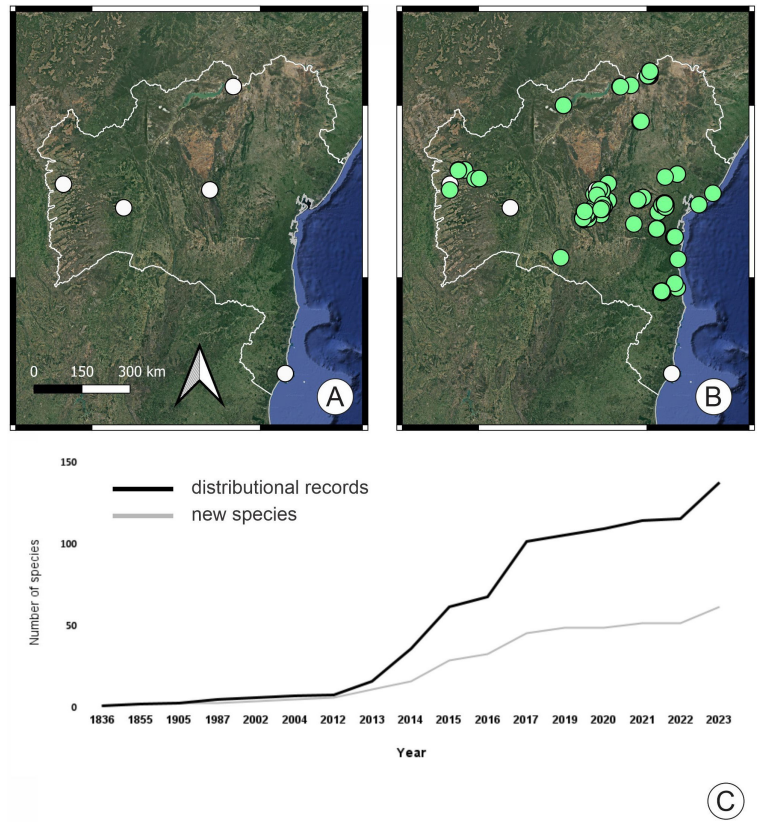 0 150 300 km
A
B
150
distributional records
new species
100
Number of species
50
0
1836 1855 1905 1987 2002 2004 2012 2013 2014 2015 2016 2017 2019 2020 2021 2022 2023
Year
C